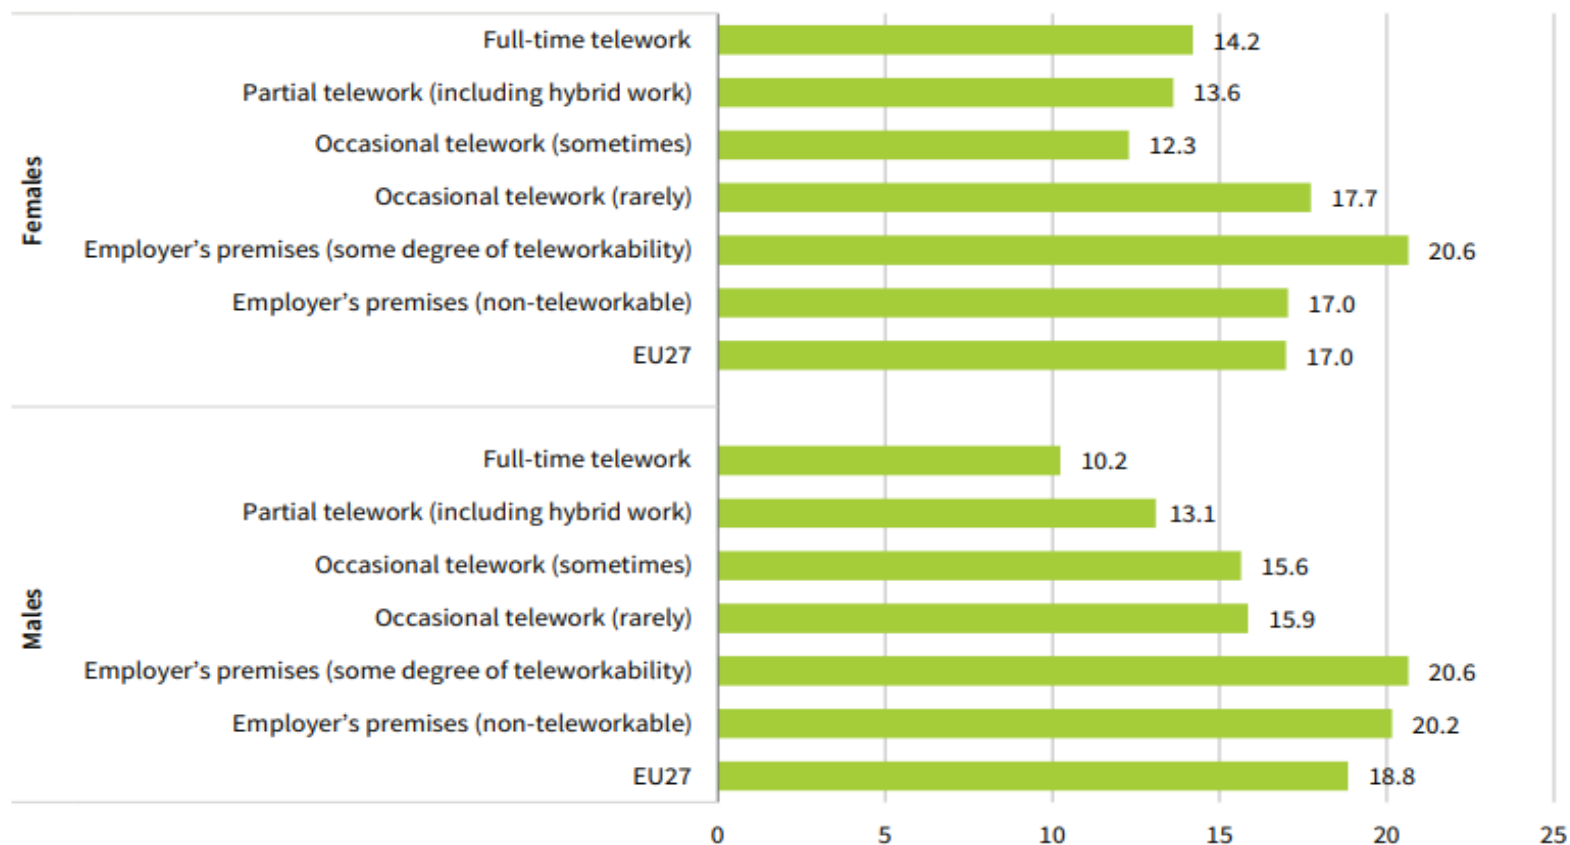 Females
Full-time telework 14.2
Partial telework (including hybrid work) 13.6
Occasional telework (sometimes) 12.3
Occasional telework (rarely) 17.7
Employer’s premises (some degree of teleworkability) 20.6
Employer’s premises (non-teleworkable) 17.0
EU27 17.0
Males
Full-time telework 10.2
Partial telework (including hybrid work) 13.1
Occasional telework (sometimes) 15.6
Occasional telework (rarely) 15.9
Employer’s premises (some degree of teleworkability) 20.6
Employer’s premises (non-teleworkable) 20.2
EU27 18.8
0 5 10 15 20 25